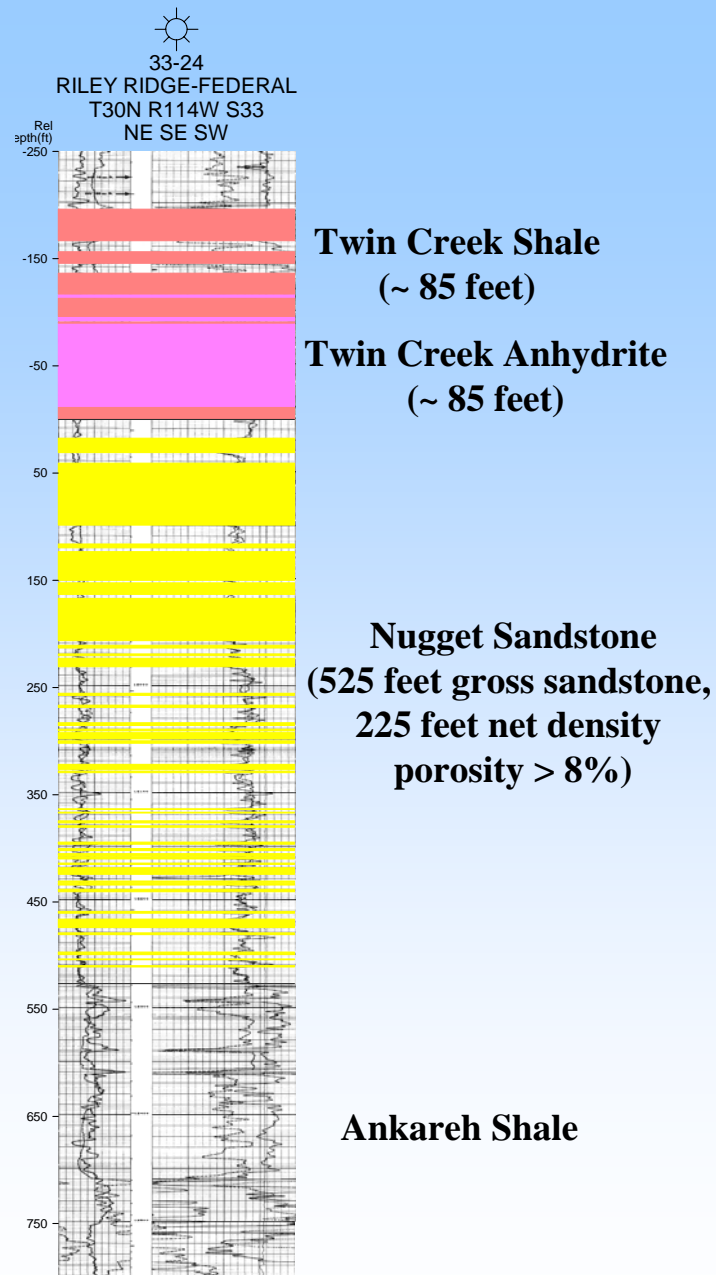 33-24
RILEY RIDGE-FEDERAL
T30N R114W S33
NE SE SW
Rel
epth(ft)
-250
-150
-50
50
150
250
350
450
550
650
750
Twin Creek Shale
(~ 85 feet)
Twin Creek Anhydrite
(~ 85 feet)
Nugget Sandstone
(525 feet gross sandstone,
225 feet net density
porosity > 8%)
Ankareh Shale